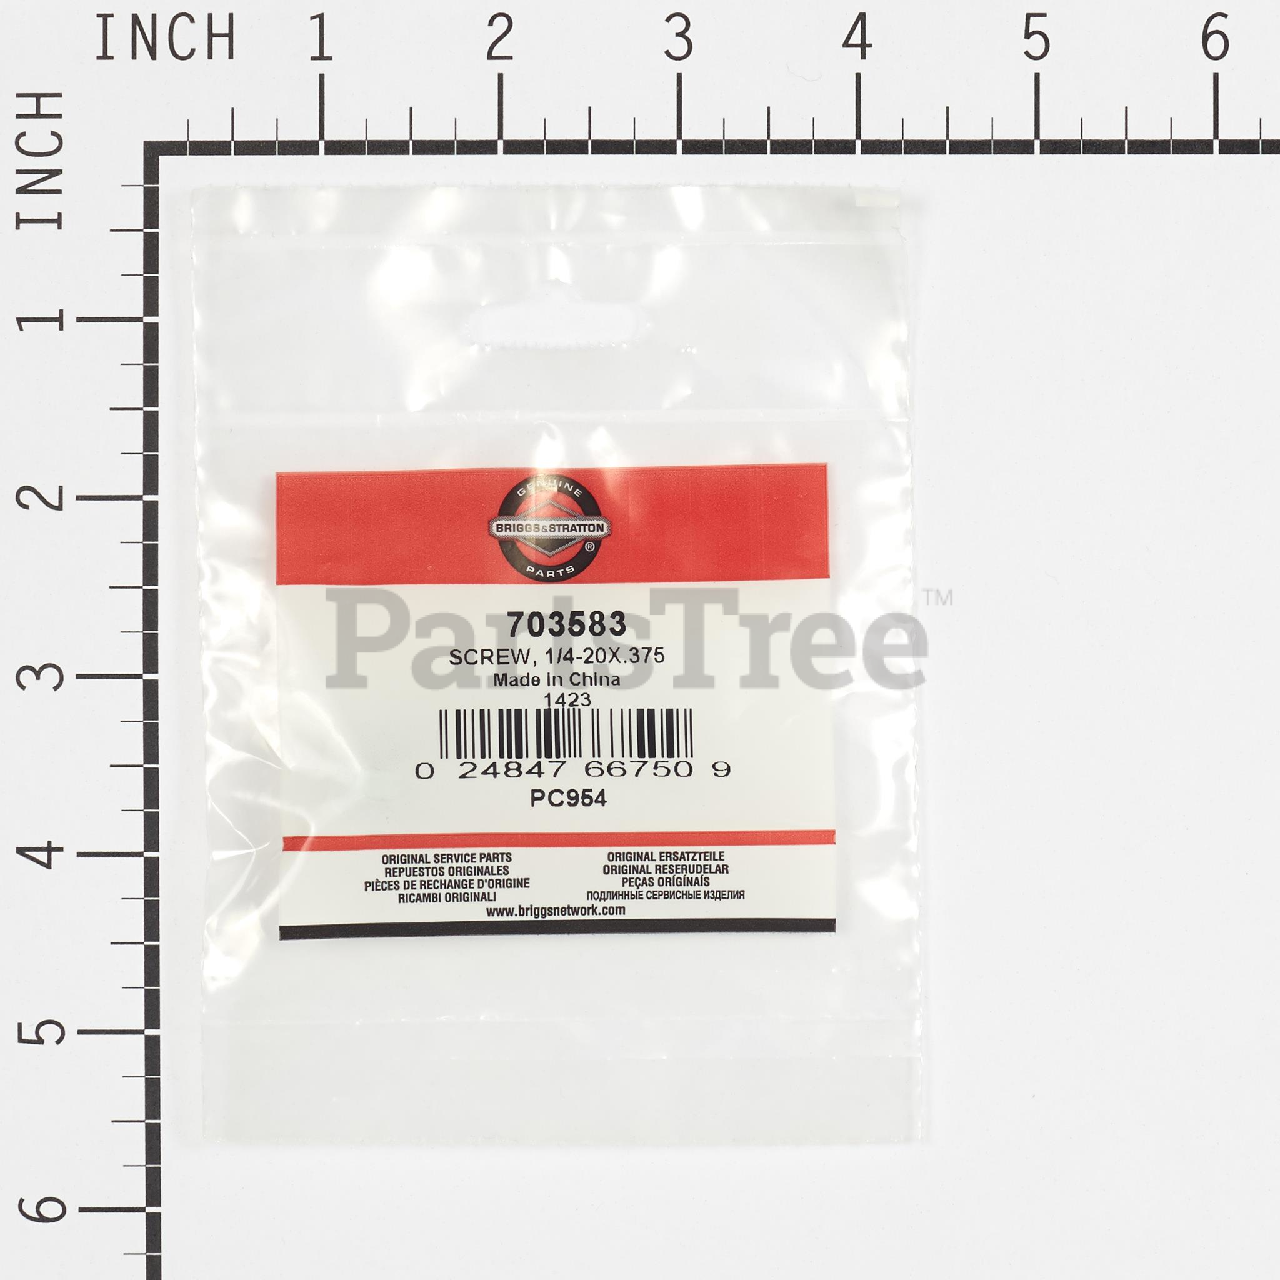 INCH 1 2 3 4 5 6
INCH
1
2
3
4
5
6
GENUINE
BRIGGS&STRATTON
®
PARTS
PartsTree™
703583
SCREW, 1/4-20X.375
Made in China
1423
0 24847 66750 9
PC954
ORIGINAL SERVICE PARTS
REPUESTOS ORIGINALES
PIÈCES DE RECHANGE D'ORIGINE
RICAMBI ORIGINALI
ORIGINAL ERSATZTEILE
ORIGINAL RESERUDELAR
PEÇAS ORÍGÍNAÍS
ПОДЛИННЫЕ СЕРВИСНЫЕ ИЗДЕЛИЯ
www.briggsnetwork.com